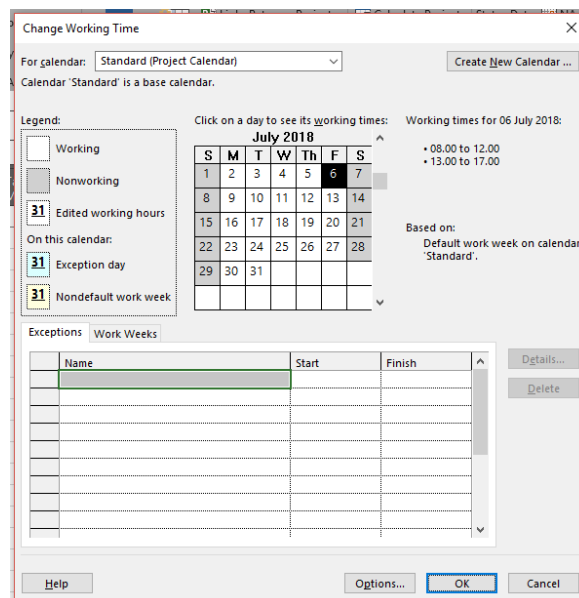 Change Working Time
For calendar: Standard (Project Calendar)
Create New Calendar ...
Calendar 'Standard' is a base calendar.
Legend:
Working
Nonworking
31 Edited working hours
On this calendar:
31 Exception day
31 Nondefault work week
Click on a day to see its working times:
July 2018
S M T W Th F S
1 2 3 4 5 6 7
8 9 10 11 12 13 14
15 16 17 18 19 20 21
22 23 24 25 26 27 28
29 30 31
Working times for 06 July 2018:
• 08.00 to 12.00
• 13.00 to 17.00
Based on:
Default work week on calendar
'Standard'.
Exceptions Work Weeks
Name Start Finish
Details...
Delete
Help Options... OK Cancel